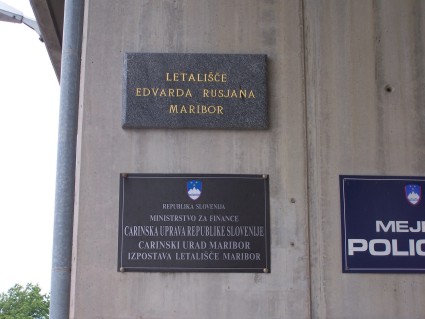 LETALIŠČE
EDVARDA RUSJANA
MARIBOR
REPUBLIKA SLOVENIJA
MINISTRSTVO ZA FINANCE
CARINSKA UPRAVA REPUBLIKE SLOVENIJE
CARINSKI URAD MARIBOR
IZPOSTAVA LETALIŠČE MARIBOR
MEJ
POLIC